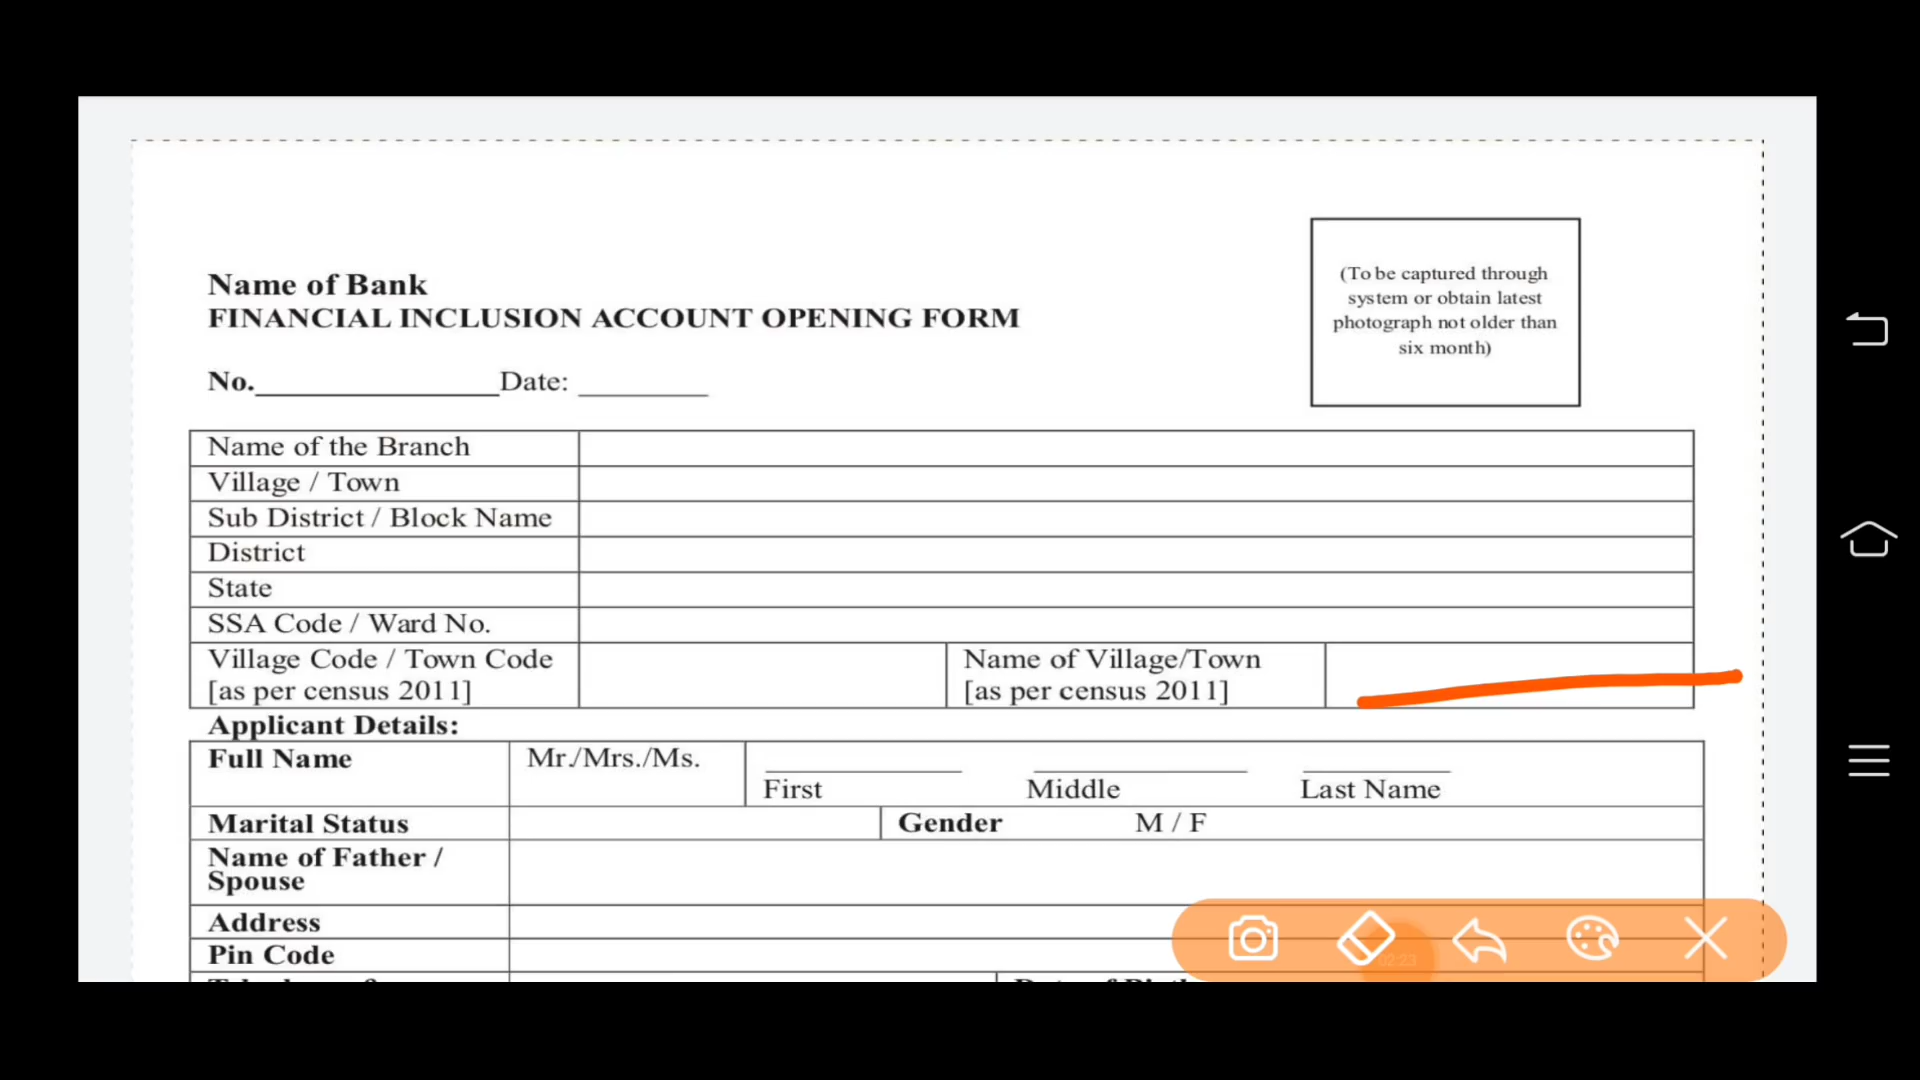 (To be captured through
system or obtain latest
photograph not older than
six month)
Name of Bank
FINANCIAL INCLUSION ACCOUNT OPENING FORM
No.______________Date: ________
Name of the Branch
Village / Town
Sub District / Block Name
District
State
SSA Code / Ward No.
Village Code / Town Code
[as per census 2011]
Name of Village/Town
[as per census 2011]
Applicant Details:
Full Name
Mr./Mrs./Ms.
First
Middle
Last Name
Marital Status
Gender
M / F
Name of Father /
Spouse
Address
Pin Code
02:23